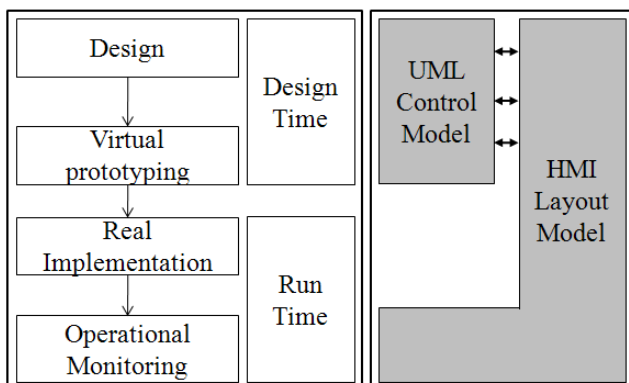 Design
Virtual
prototyping
Real
Implementation
Operational
Monitoring
Design
Time
Run
Time
UML
Control
Model
HMI
Layout
Model